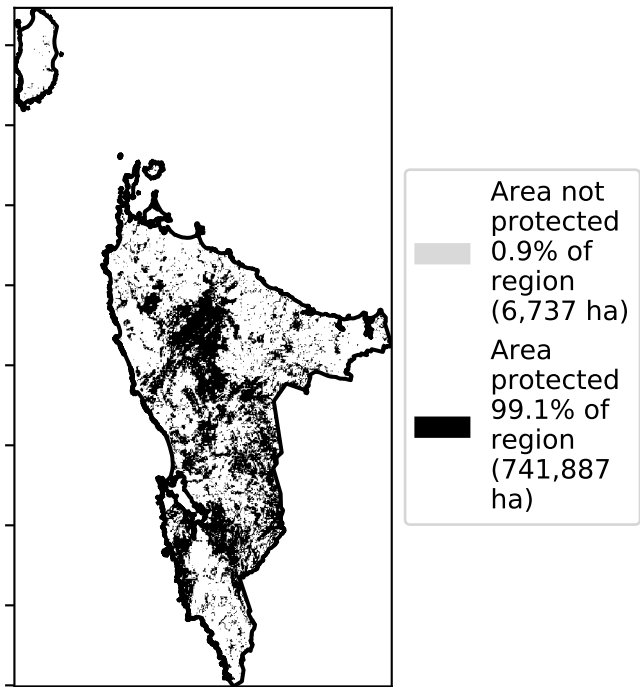 Area not
protected
0.9% of
region
(6,737 ha)
Area
protected
99.1% of
region
(741,887
ha)